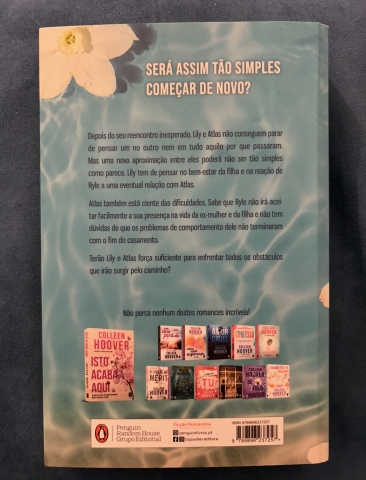 SERÁ ASSIM TÃO SIMPLES
COMEÇAR DE NOVO?
Depois do seu reencontro inesperado, Lily e Atlas não conseguem parar
de pensar um no outro nem em tudo aquilo por que passaram.
Mas uma nova aproximação entre eles poderá não ser tão simples
como parece. Lily tem de pensar no bem-estar da filha e na reação de
Ryle a uma eventual relação com Atlas.
Atlas também está ciente das dificuldades. Sabe que Ryle não irá acei-
tar facilmente a sua presença na vida da ex-mulher e da filha e não tem
dúvidas de que os problemas de comportamento dele não terminaram
com o fim do casamento.
Terão Lily e Atlas força suficiente para enfrentar todos os obstáculos
que irão surgir pelo caminho?
Não perca nenhum destes romances incríveis!
COLLEEN
HOOVER
ISTO
ACABA
AQUI
Penguin
Random House
Grupo Editorial
Ficção Romântica
penguinlivros.pt
topseller.editora